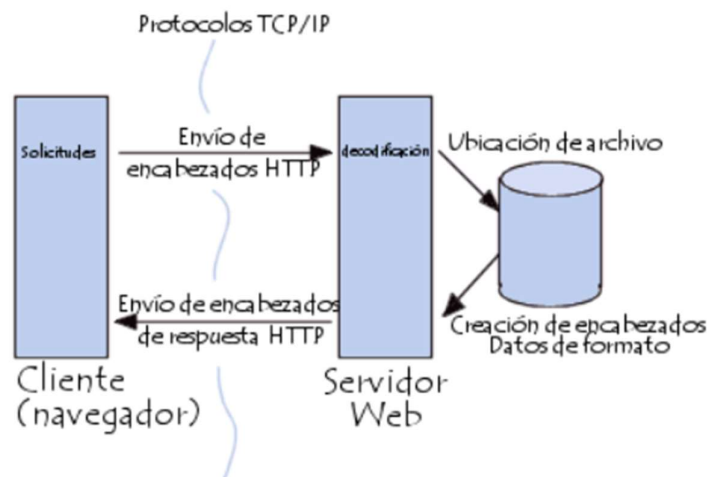 Protocolos TCP/IP
Solicitudes
Envío de
encabezados HTTP
decodificación
Ubicación de archivo
Envío de encabezados
de respuesta HTTP
Creación de encabezados
Datos de formato
Cliente
(navegador)
Servidor
Web